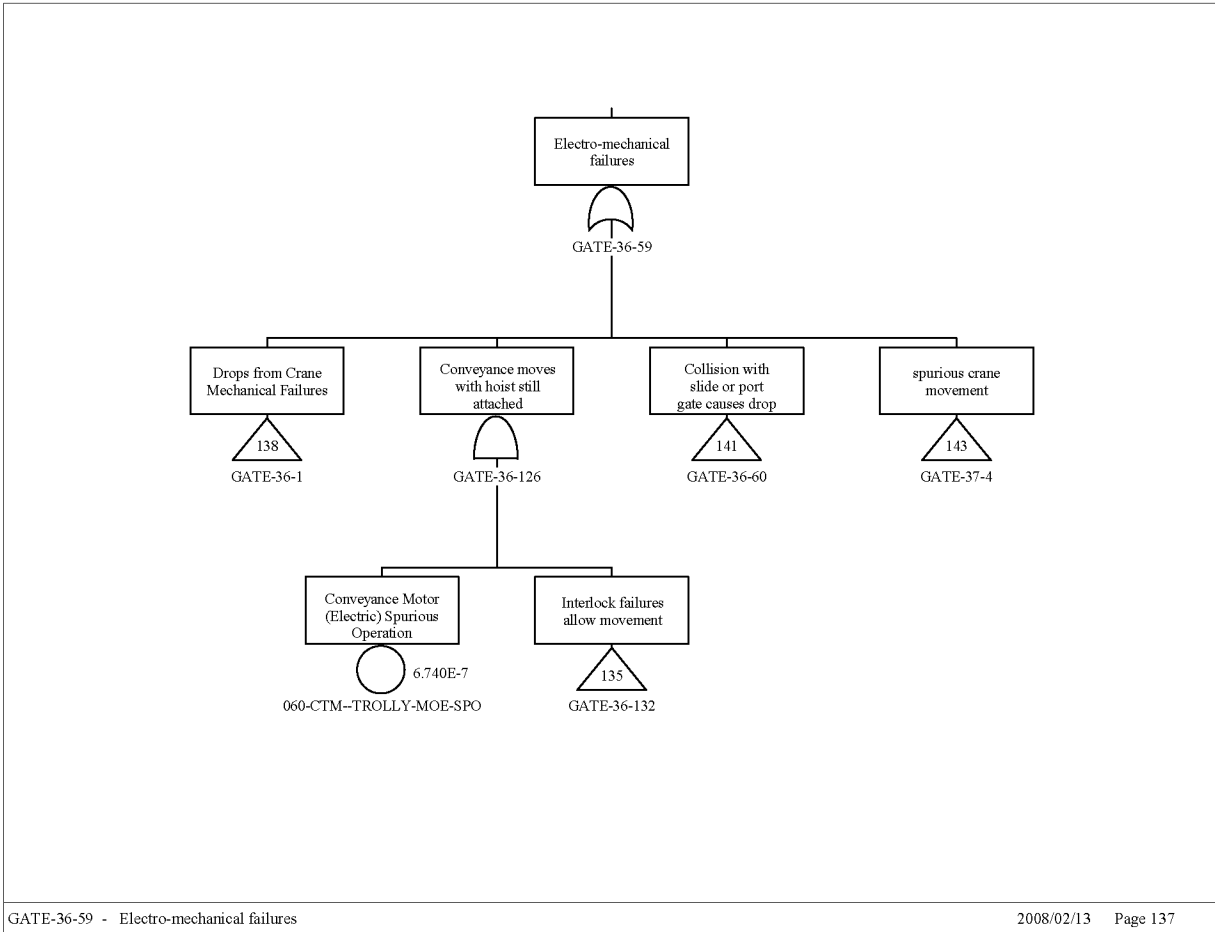 Electro-mechanical
failures
GATE-36-59
Drops from Crane
Mechanical Failures
138
GATE-36-1
Conveyance moves
with hoist still
attached
GATE-36-126
Collision with
slide or port
gate causes drop
141
GATE-36-60
spurious crane
movement
143
GATE-37-4
Conveyance Motor
(Electric) Spurious
Operation
6.740E-7
060-CTM--TROLLY-MOE-SPO
Interlock failures
allow movement
135
GATE-36-132
GATE-36-59 - Electro-mechanical failures
2008/02/13 Page 137